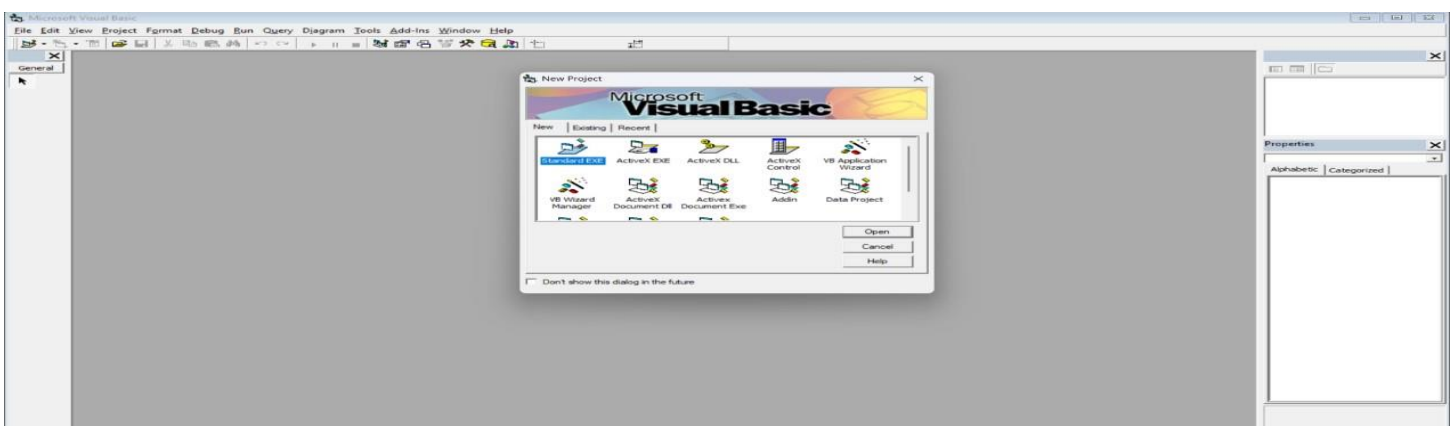 Microsoft Visual Basic
File Edit View Project Format Debug Run Query Diagram Tools Add-Ins Window Help
General
New Project
Microsoft
Visual Basic
New Existing Recent
Standard EXE ActiveX EXE ActiveX DLL ActiveX Control VB Application Wizard
VB Wizard Manager ActiveX Document Dll Activex Document Exe Addin Data Project
Open
Cancel
Help
Don't show this dialog in the future
Properties
Alphabetic Categorized